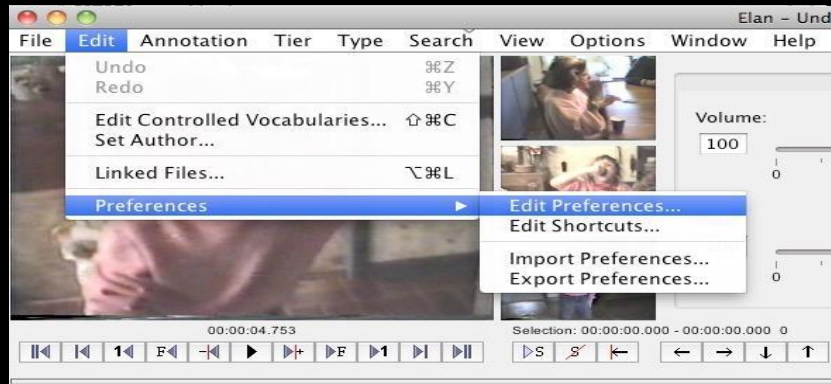 Elan – Und
File Edit Annotation Tier Type Search View Options Window Help
Undo ⌘Z
Redo ⌘Y
Edit Controlled Vocabularies... ⇧⌘C
Set Author...
Linked Files... ⌥⌘L
Preferences ▶
Edit Preferences...
Edit Shortcuts...
Import Preferences...
Export Preferences...
Volume:
100
0
0
00:00:04.753
Selection: 00:00:00.000 - 00:00:00.000 0
1 F F 1 S S